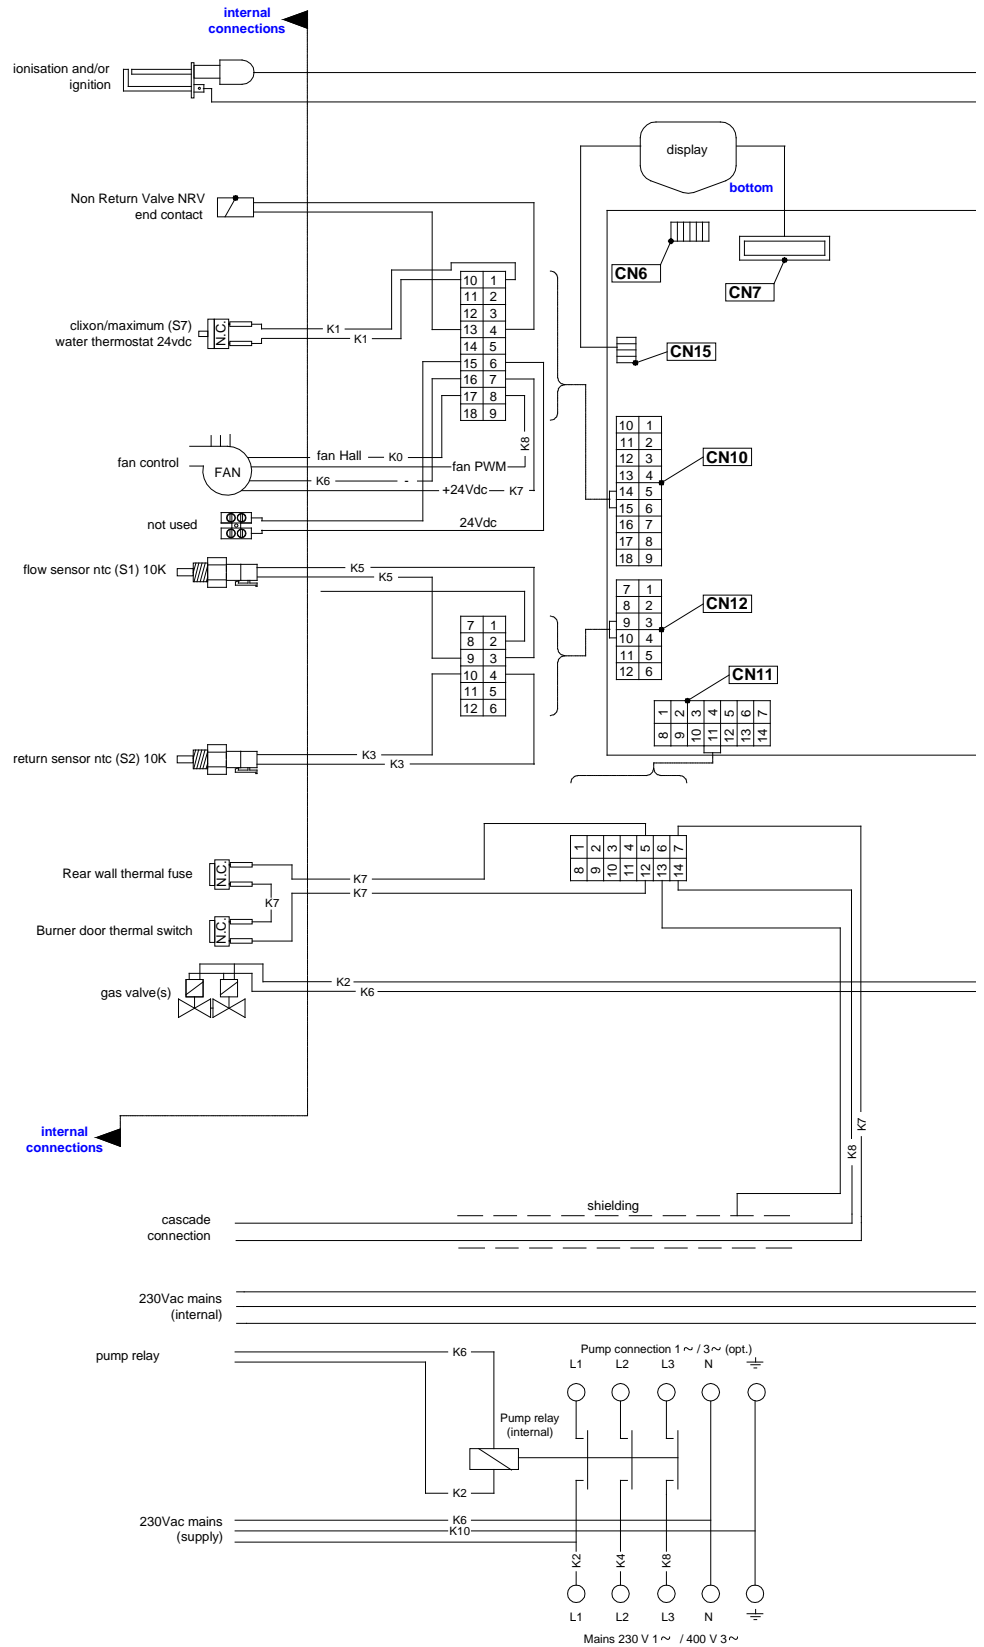 internal
connections
ionisation and/or
ignition
display
bottom
Non Return Valve NRV
end contact
CN6
CN7
10 1
11 2
12 3
13 4
14 5
15 6
16 7
17 8
18 9
clixon/maximum (S7)
water thermostat 24vdc
N.C.
K1
K1
CN15
10 1
11 2
12 3
13 4
14 5
15 6
16 7
17 8
18 9
CN10
K8
fan control
FAN
fan Hall
K0
fan PWM
K6
-
+24Vdc
K7
not used
24Vdc
flow sensor ntc (S1) 10K
K5
K5
7 1
8 2
9 3
10 4
11 5
12 6
CN12
7 1
8 2
9 3
10 4
11 5
12 6
CN11
1 2 3 4 5 6 7
8 9 10 11 12 13 14
return sensor ntc (S2) 10K
K3
K3
1 2 3 4 5 6 7
8 9 10 11 12 13 14
Rear wall thermal fuse
N.C.
K7
K7
K7
Burner door thermal switch
N.C.
gas valve(s)
K2
K6
internal
connections
K7
K8
shielding
cascade
connection
230Vac mains
(internal)
pump relay
K6
Pump connection 1~ / 3~ (opt.)
L1 L2 L3 N
Pump relay
(internal)
K2
230Vac mains
(supply)
K6
K10
K2
K4
K8
L1 L2 L3 N
Mains 230 V 1~ / 400 V 3~